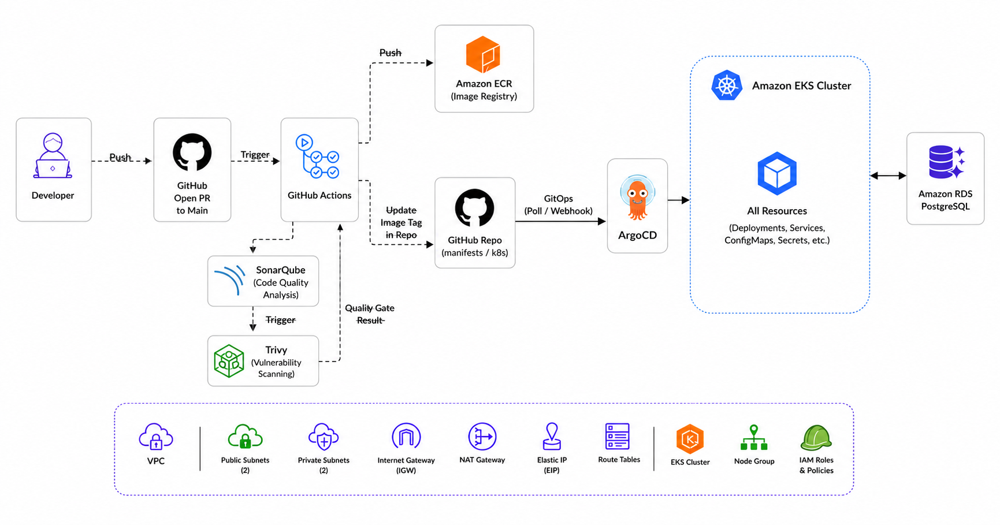 Push
Amazon ECR
(Image Registry)
Amazon EKS Cluster
Push
Trigger
Developer
GitHub
Open PR
to Main
GitHub Actions
Update
Image Tag
in Repo
GitHub Repo
(manifests / k8s)
GitOps
(Poll / Webhook)
ArgoCD
All Resources
(Deployments, Services,
ConfigMaps, Secrets, etc.)
Amazon RDS
PostgreSQL
SonarQube
(Code Quality
Analysis)
Trigger
Quality Gate
Result
Trivy
(Vulnerability
Scanning)
VPC
Public Subnets
(2)
Private Subnets
(2)
Internet Gateway
(IGW)
NAT Gateway
Elastic IP
(EIP)
Route Tables
K
EKS Cluster
Node Group
IAM Roles
& Policies